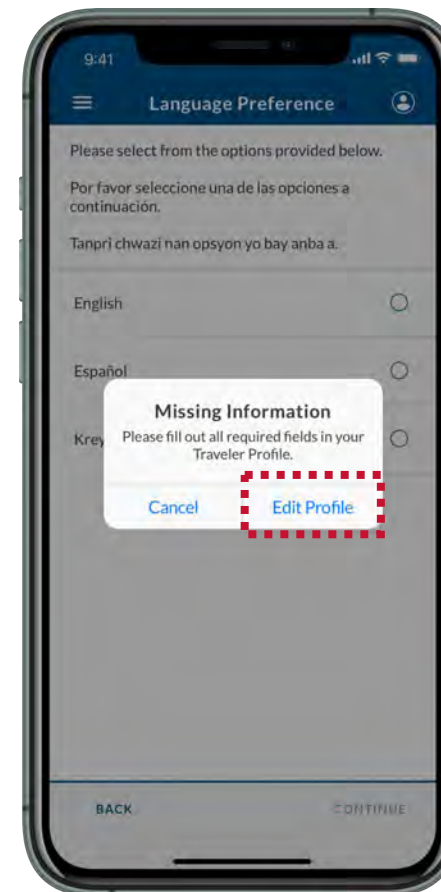 9:41
Language Preference
Please select from the options provided below.
Por favor seleccione una de las opciones a
continuación.
Tanpri chwazi nan opsyon yo bay anba a.
English
Español
Missing Information
Please fill out all required fields in your
Traveler Profile.
Krey
Cancel
Edit Profile
BACK
CONTINUE